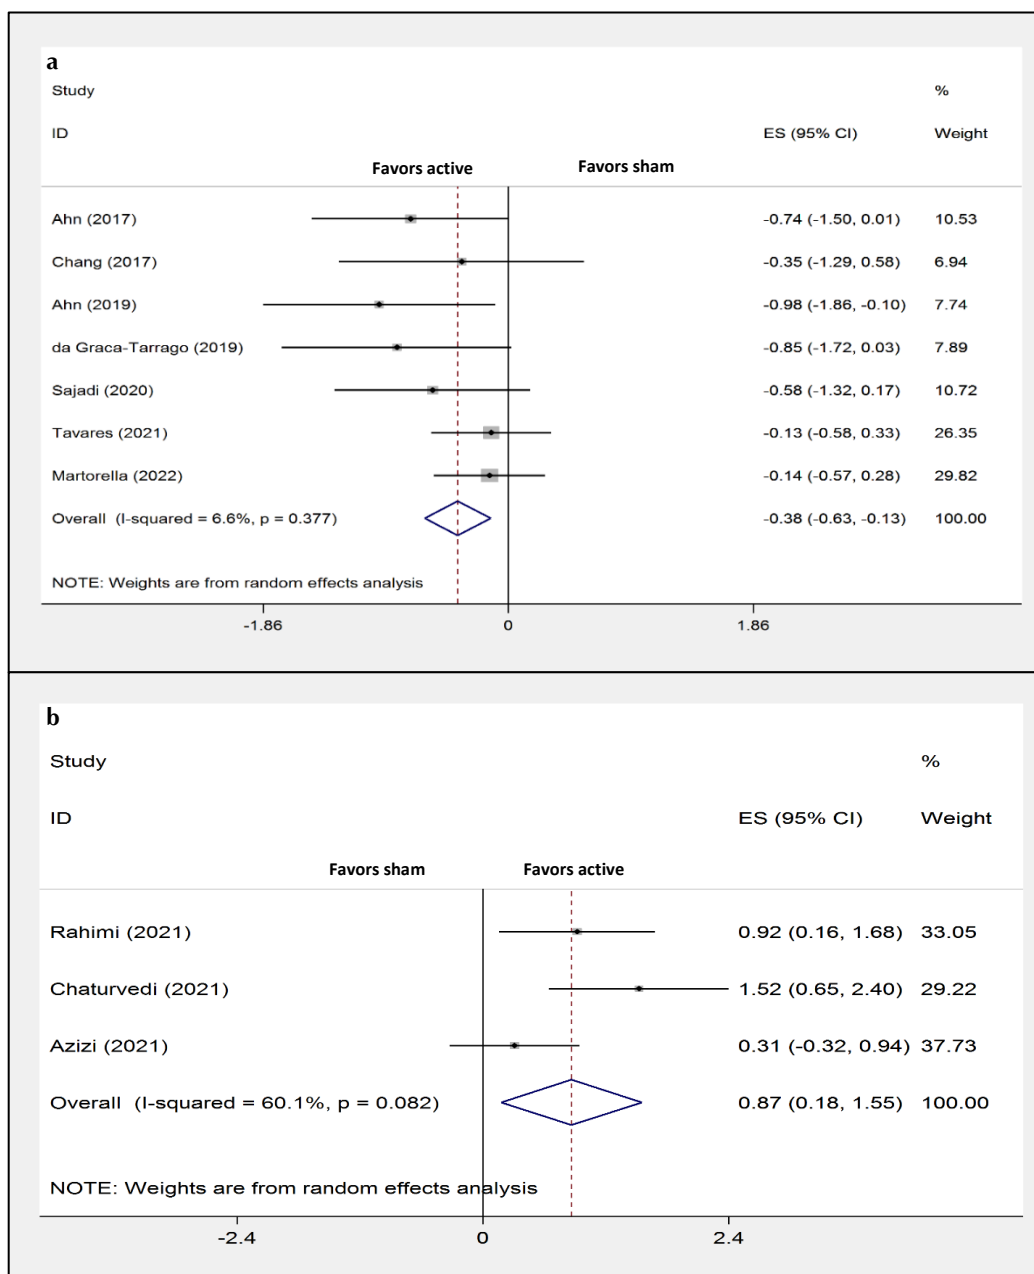 a
Study %
ID ES (95% CI) Weight
Favors active Favors sham
Ahn (2017) -0.74 (-1.50, 0.01) 10.53
Chang (2017) -0.35 (-1.29, 0.58) 6.94
Ahn (2019) -0.98 (-1.86, -0.10) 7.74
da Graca-Tarrago (2019) -0.85 (-1.72, 0.03) 7.89
Sajadi (2020) -0.58 (-1.32, 0.17) 10.72
Tavares (2021) -0.13 (-0.58, 0.33) 26.35
Martorella (2022) -0.14 (-0.57, 0.28) 29.82
Overall (I-squared = 6.6%, p = 0.377) -0.38 (-0.63, -0.13) 100.00
NOTE: Weights are from random effects analysis
-1.86 0 1.86
b
Study %
ID ES (95% CI) Weight
Favors sham Favors active
Rahimi (2021) 0.92 (0.16, 1.68) 33.05
Chaturvedi (2021) 1.52 (0.65, 2.40) 29.22
Azizi (2021) 0.31 (-0.32, 0.94) 37.73
Overall (I-squared = 60.1%, p = 0.082) 0.87 (0.18, 1.55) 100.00
NOTE: Weights are from random effects analysis
-2.4 0 2.4